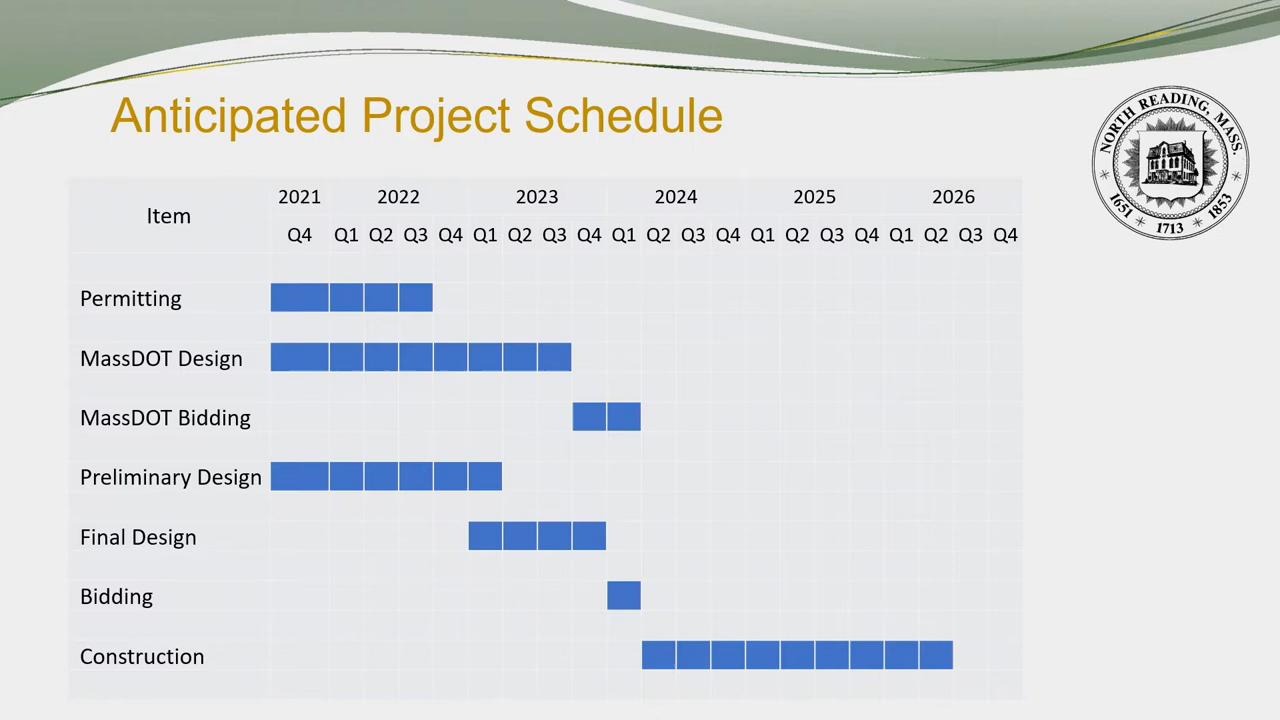 Anticipated Project Schedule
NORTH READING, MASS.
1651 1713 1853
Item 2021 2022 2023 2024 2025 2026
Q4 Q1 Q2 Q3 Q4 Q1 Q2 Q3 Q4 Q1 Q2 Q3 Q4 Q1 Q2 Q3 Q4 Q1 Q2 Q3 Q4
Permitting
MassDOT Design
MassDOT Bidding
Preliminary Design
Final Design
Bidding
Construction